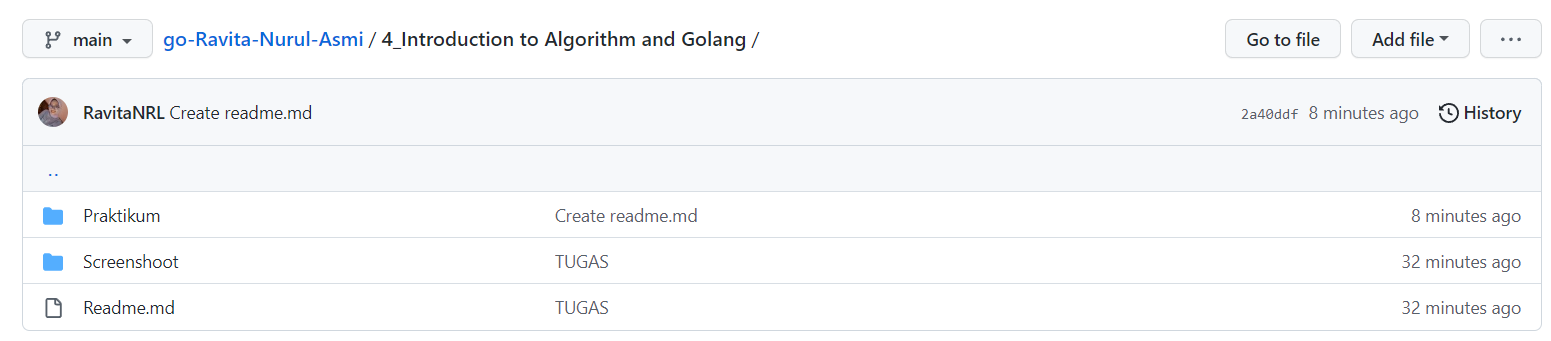 main go-Ravita-Nurul-Asmi / 4_Introduction to Algorithm and Golang / Go to file Add file ...
RavitaNRL Create readme.md 2a40ddf 8 minutes ago History
..
Praktikum Create readme.md 8 minutes ago
Screenshoot TUGAS 32 minutes ago
Readme.md TUGAS 32 minutes ago